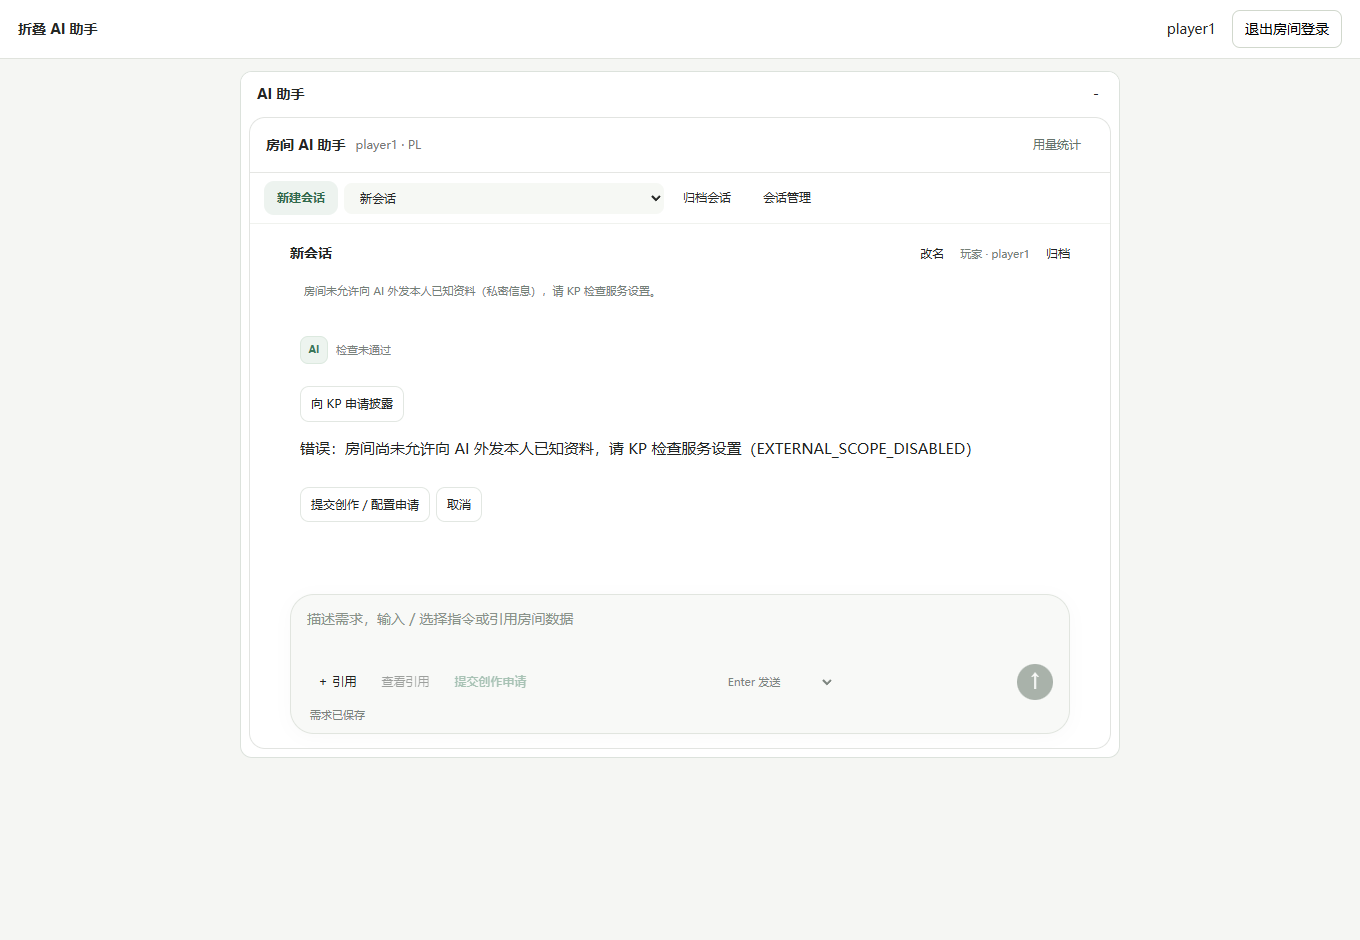 折叠 AI 助手
player1
退出房间登录
AI 助手
-
房间 AI 助手 player1 · PL
用量统计
新建会话
新会话
归档会话
会话管理
新会话
改名
玩家 · player1
归档
房间未允许向 AI 外发本人已知资料（私密信息），请 KP 检查服务设置。
AI
检查未通过
向 KP 申请披露
错误：房间尚未允许向 AI 外发本人已知资料，请 KP 检查服务设置（EXTERNAL_SCOPE_DISABLED）
提交创作 / 配置申请
取消
描述需求，输入 / 选择指令或引用房间数据
+ 引用
查看引用
提交创作申请
Enter 发送
↑
需求已保存